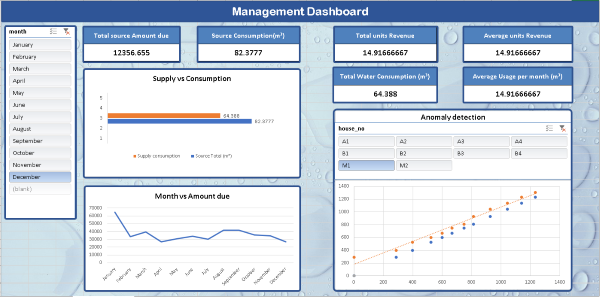 Management Dashboard
month
January
February
March
April
May
June
July
August
September
October
November
December
(blank)
Total source Amount due
12356.655
Source Consumption(m³)
82.3777
Total units Revenue
14.91666667
Average units Revenue
14.91666667
Total Water Conumption (m³)
64.388
Average Usage per month (m³)
14.91666667
Supply vs Consumption
5
4
3
2
1
64.388
82.3777
Supply consumption
Source Total (m³)
Month vs Amount due
70000
60000
50000
40000
30000
20000
10000
0
January
February
March
April
May
June
July
August
September
October
November
December
Anomaly detection
house_no
A1 A2 A3 A4
B1 B2 B3 B4
M1 M2
1400
1200
1000
800
600
400
200
0
0 200 400 600 800 1000 1200 1400